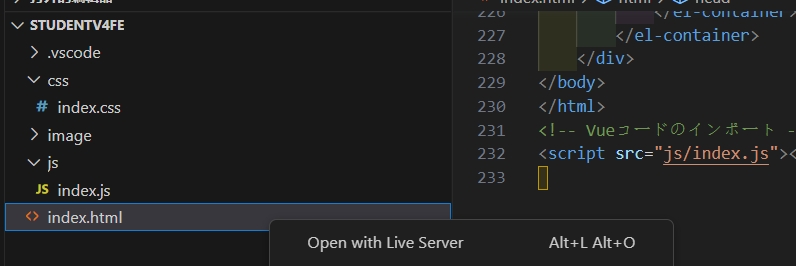 STUDENTV4FE
.vscode
css
# index.css
image
js
JS index.js
<> index.html
index.html > html > head
226 </el-container>
227 </el-container>
228 </div>
229 </body>
230 </html>
231 <!-- Vueコードのインポート -
232 <script src="js/index.js"><
233
Open with Live Server Alt+L Alt+O